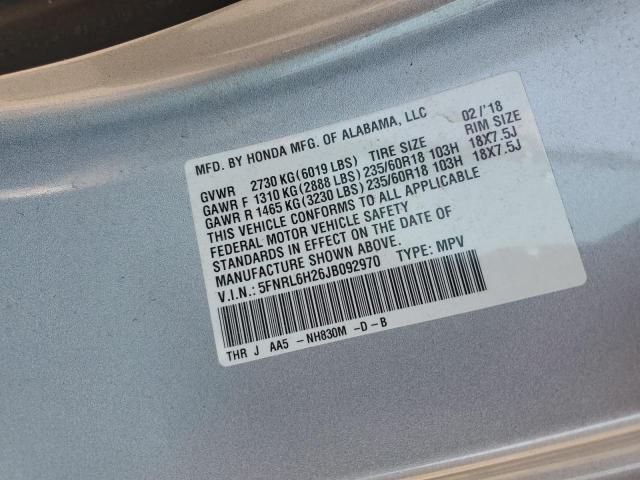 MFD. BY HONDA MFG. OF ALABAMA, LLC 02/'18
GVWR 2730 KG(6019 LBS) TIRE SIZE RIM SIZE
GAWR F 1310 KG(2888 LBS) 235/60R18 103H 18X7.5J
GAWR R 1465 KG(3230 LBS) 235/60R18 103H 18X7.5J
THIS VEHICLE CONFORMS TO ALL APPLICABLE
FEDERAL MOTOR VEHICLE SAFETY
STANDARDS IN EFFECT ON THE DATE OF
MANUFACTURE SHOWN ABOVE.
V.I.N.: 5FNRL6H26JB092970 TYPE: MPV
THR J AA5 -NH830M -D-B